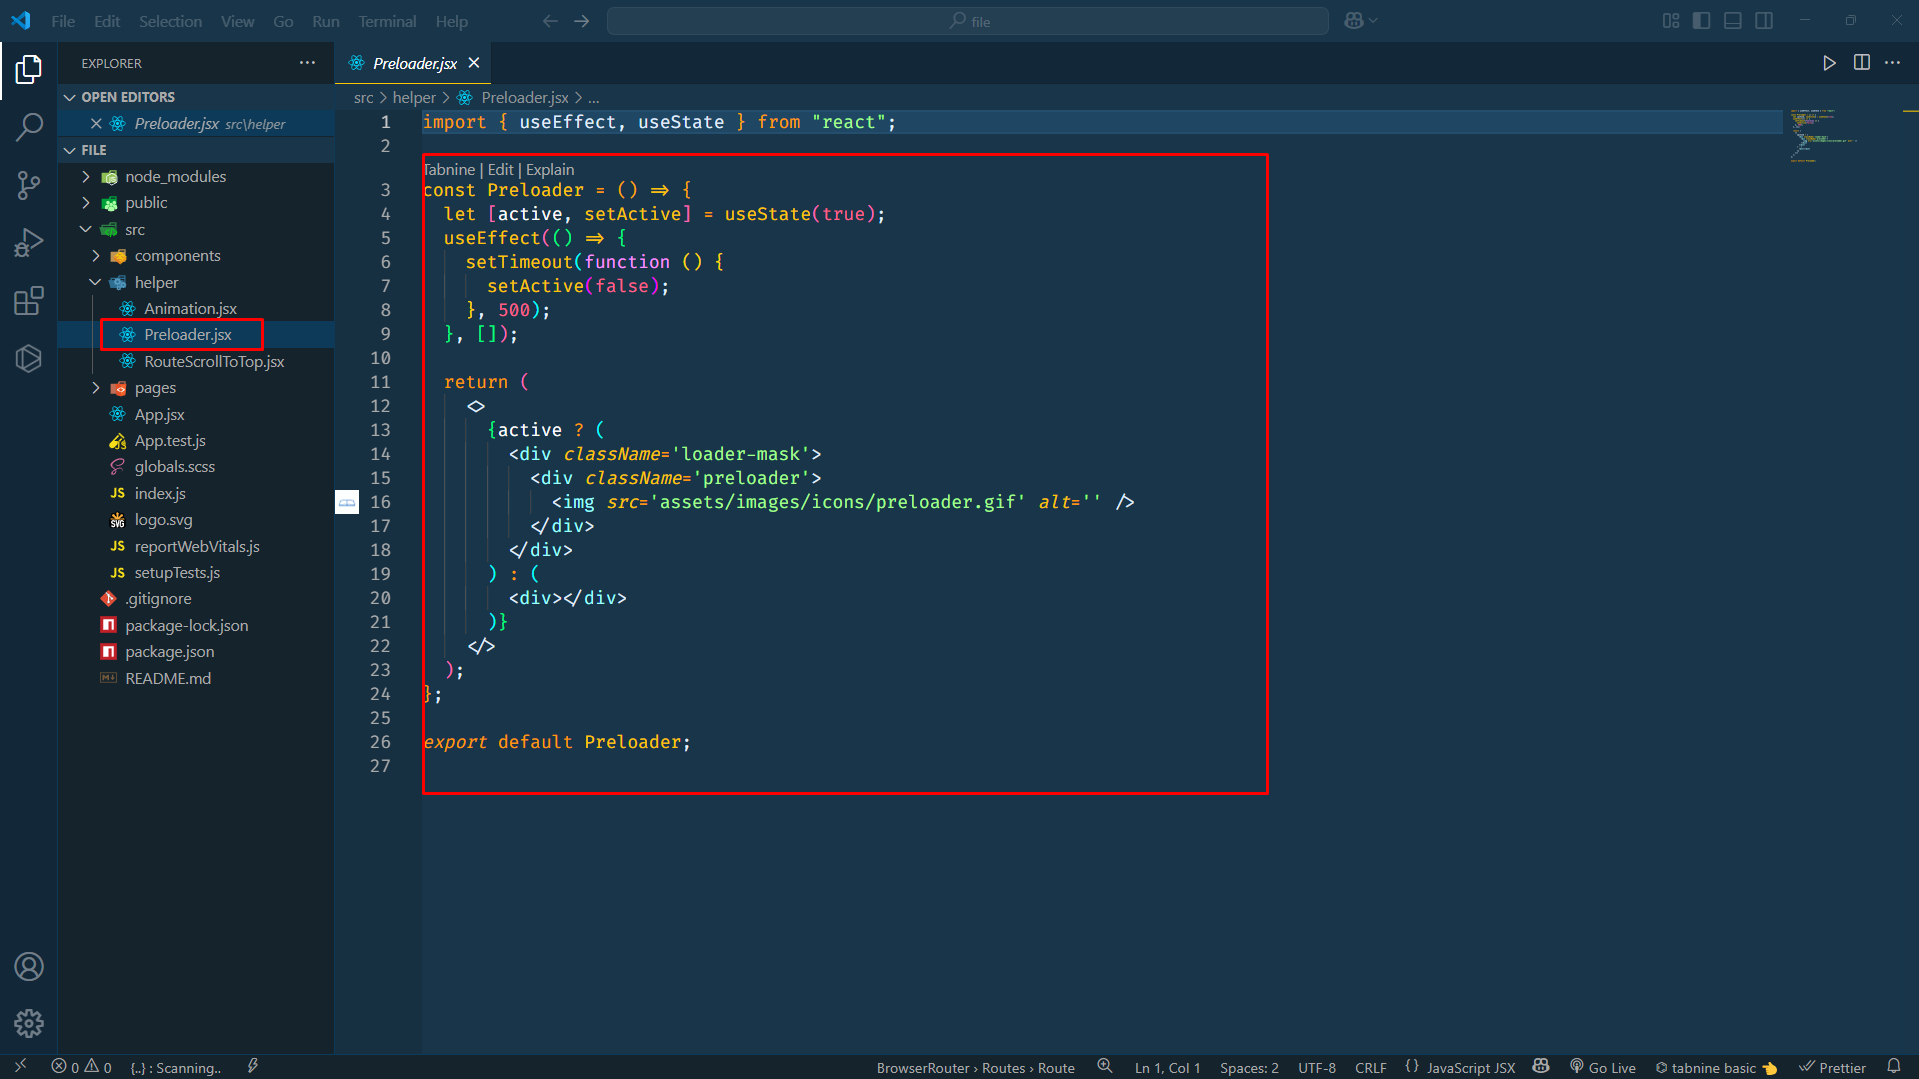 File Edit Selection View Go Run Terminal Help
file
EXPLORER
OPEN EDITORS
Preloader.jsx src\helper
FILE
node_modules
public
src
components
helper
Animation.jsx
Preloader.jsx
RouteScrollToTop.jsx
pages
App.jsx
App.test.js
globals.scss
JS index.js
SVG logo.svg
JS reportWebVitals.js
JS setupTests.js
.gitignore
package-lock.json
package.json
README.md
Preloader.jsx
src > helper > Preloader.jsx > ...
1 import { useEffect, useState } from "react";
2
Tabnine | Edit | Explain
3 const Preloader = () => {
4 let [active, setActive] = useState(true);
5 useEffect(() => {
6 setTimeout(function () {
7 setActive(false);
8 }, 500);
9 }, []);
10
11 return (
12 <>
13 {active ? (
14 <div className='loader-mask'>
15 <div className='preloader'>
16 <img src='assets/images/icons/preloader.gif' alt='' />
17 </div>
18 </div>
19 ) : (
20 <div></div>
21 )}
22 </>
23 );
24 };
25
26 export default Preloader;
27
0 0 {..} : Scanning..
BrowserRouter › Routes › Route
Ln 1, Col 1 Spaces: 2 UTF-8 CRLF {} JavaScript JSX Go Live tabnine basic Prettier